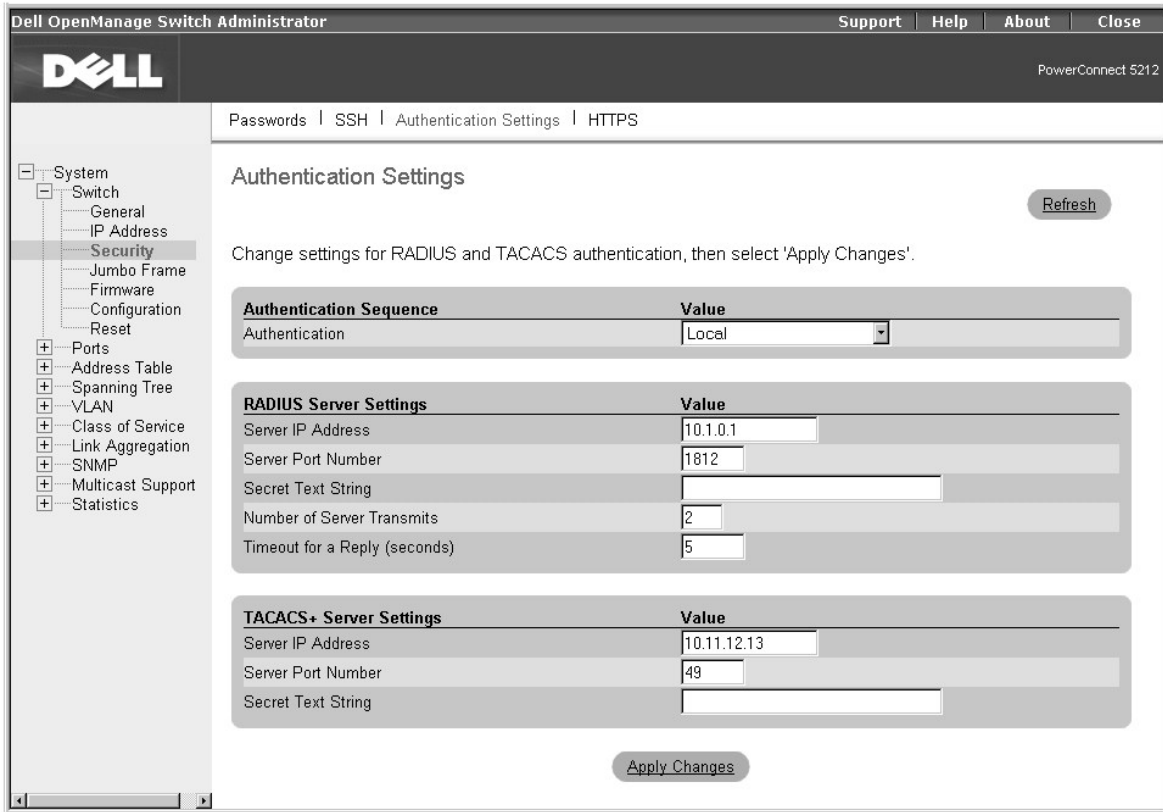 Dell OpenManage Switch Administrator
Support | Help | About | Close
DELL
PowerConnect 5212
Passwords | SSH | Authentication Settings | HTTPS
System
Switch
General
IP Address
Security
Jumbo Frame
Firmware
Configuration
Reset
Ports
Address Table
Spanning Tree
VLAN
Class of Service
Link Aggregation
SNMP
Multicast Support
Statistics
Authentication Settings
Refresh
Change settings for RADIUS and TACACS authentication, then select 'Apply Changes'.
Authentication Sequence Value
Authentication Local
RADIUS Server Settings Value
Server IP Address 10.1.0.1
Server Port Number 1812
Secret Text String
Number of Server Transmits 2
Timeout for a Reply (seconds) 5
TACACS+ Server Settings Value
Server IP Address 10.11.12.13
Server Port Number 49
Secret Text String
Apply Changes